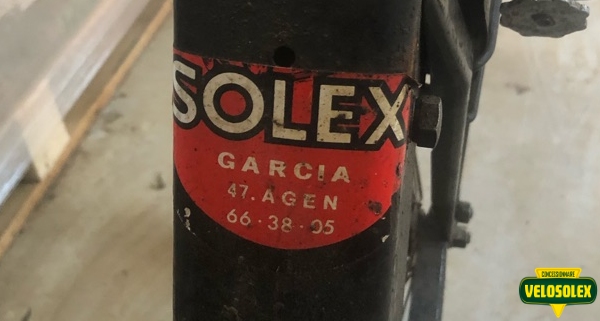 SOLEX
GARCIA
47. AGEN
66·38·05
CONCESSIONNAIRE
VELOSOLEX